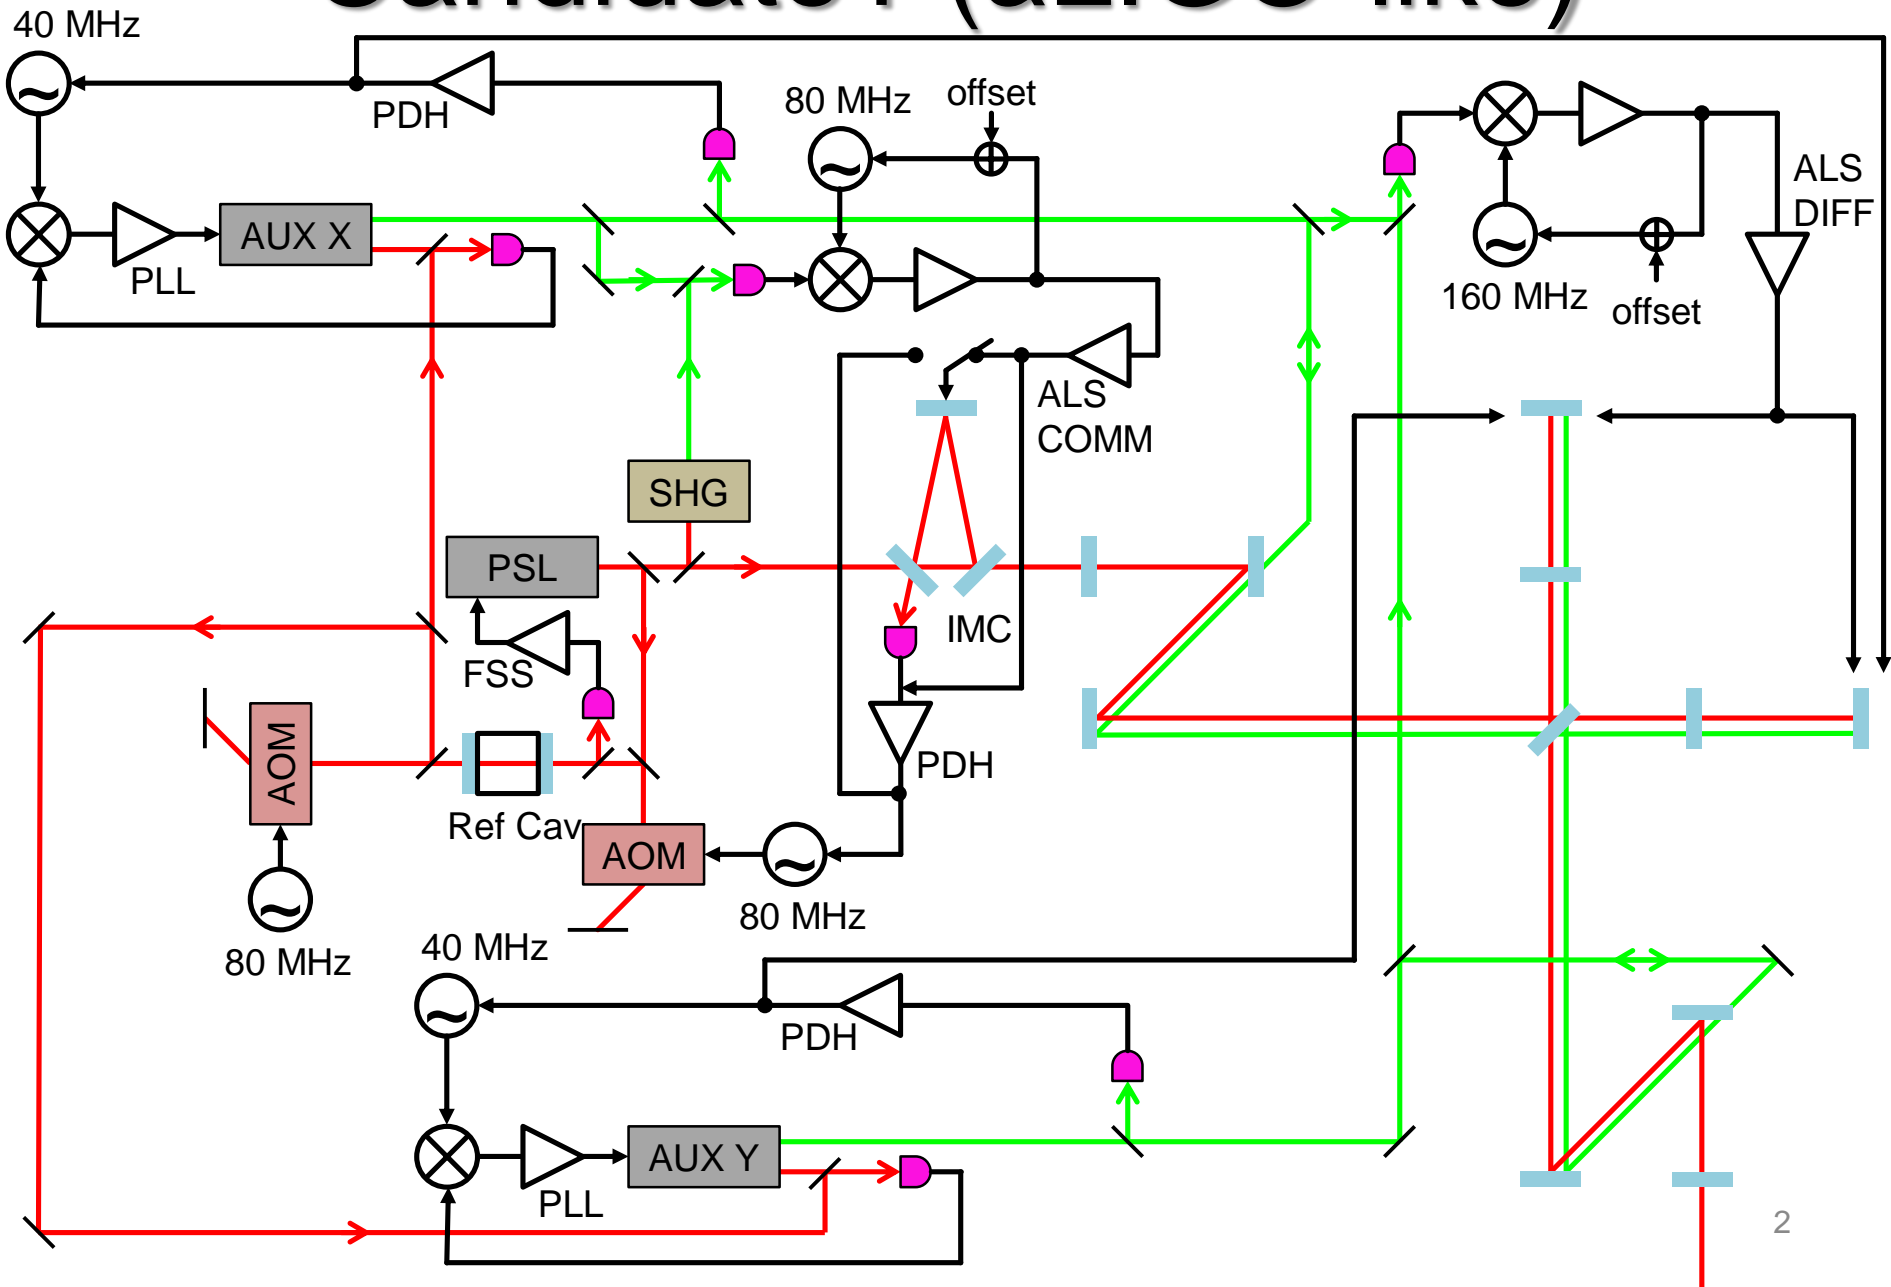 Candidate
40 MHz
PDH
80 MHz
offset
ALS
DIFF
AUX X
PLL
160 MHz
offset
ALS
COMM
SHG
PSL
IMC
FSS
AOM
PDH
Ref Cav
AOM
80 MHz
80 MHz
40 MHz
PDH
AUX Y
PLL
2